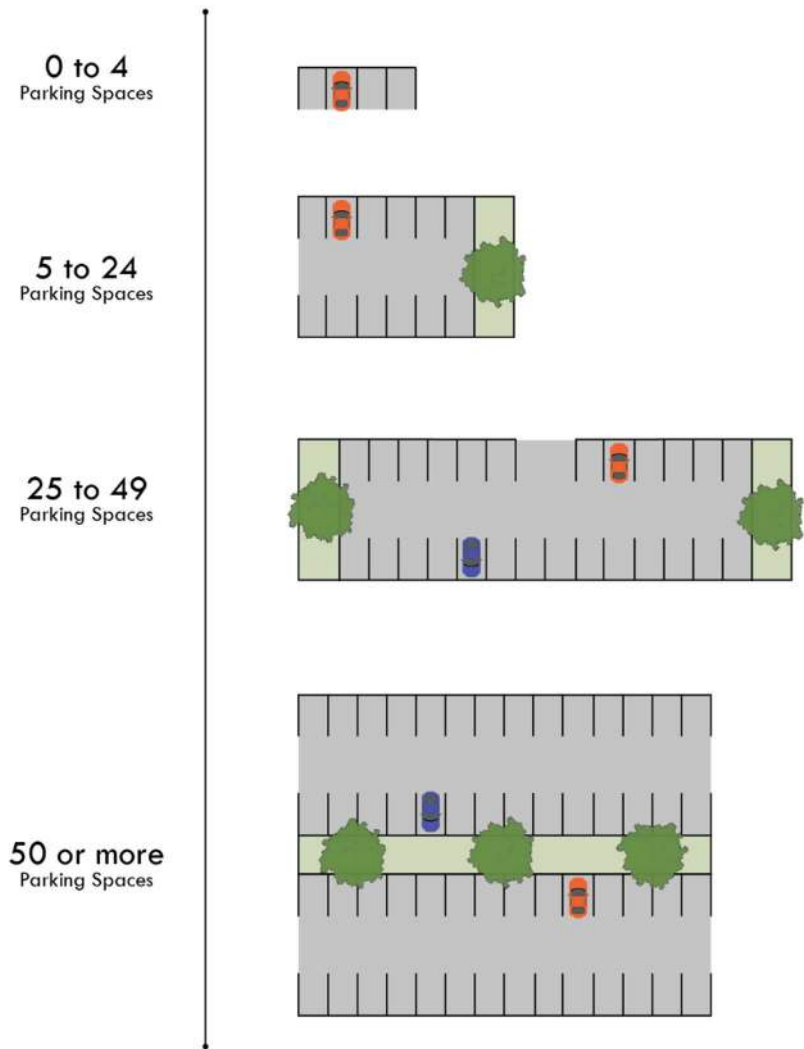 0 to 4
Parking Spaces
5 to 24
Parking Spaces
25 to 49
Parking Spaces
50 or more
Parking Spaces